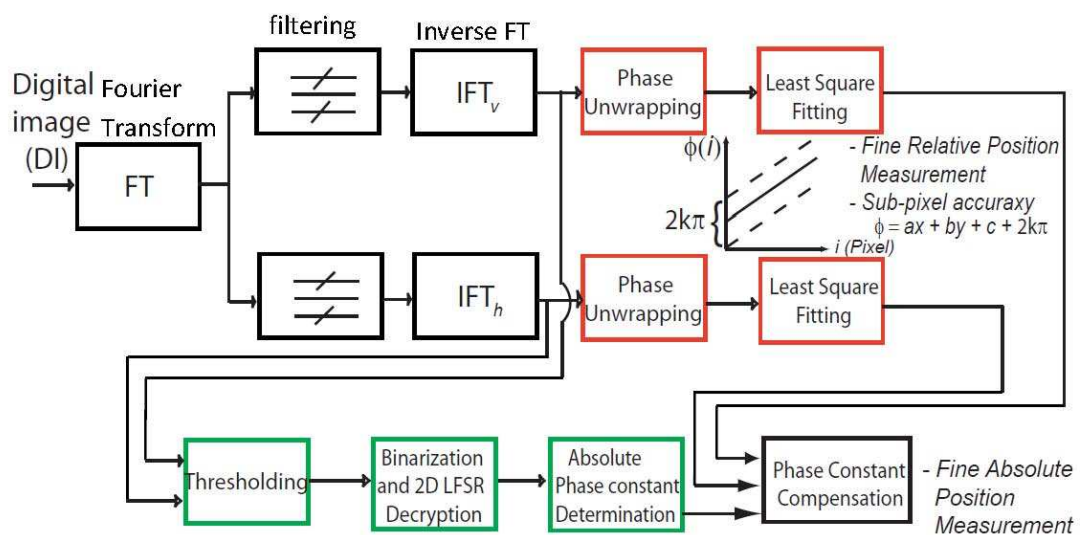 filtering
Inverse FT
Digital
image
(DI)
Fourier
Transform
FT
IFTv
Phase
Unwrapping
Least Square
Fitting
ϕ(i)
2kπ
i (Pixel)
- Fine Relative Position
Measurement
- Sub-pixel accuraxy
ϕ = ax + by + c + 2kπ
IFTh
Phase
Unwrapping
Least Square
Fitting
Thresholding
Binarization
and 2D LFSR
Decryption
Absolute
Phase constant
Determination
Phase Constant
Compensation
- Fine Absolute
Position
Measurement